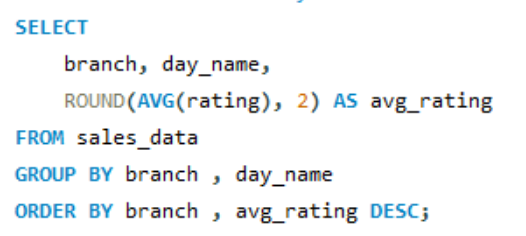 SELECT
branch, day_name,
ROUND(AVG(rating), 2) AS avg_rating
FROM sales_data
GROUP BY branch , day_name
ORDER BY branch , avg_rating DESC;